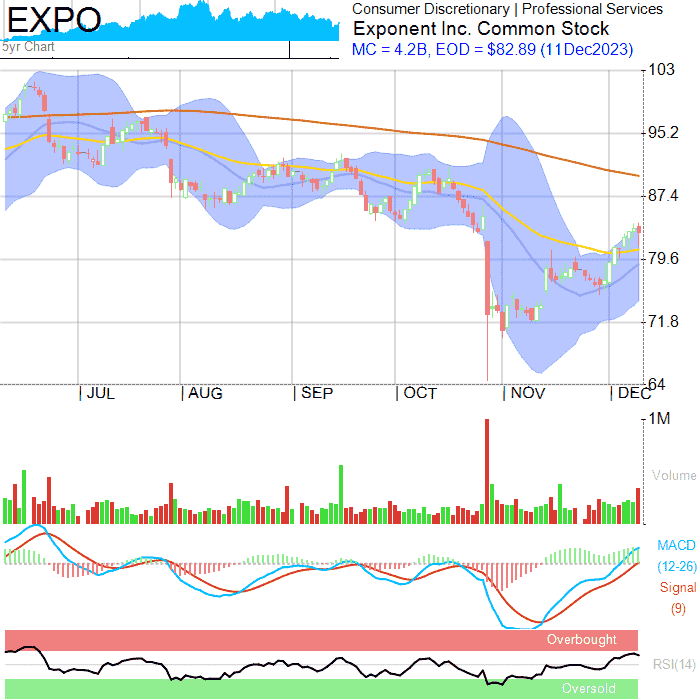 EXPO
5yr Chart
Consumer Discretionary | Professional Services
Exponent Inc. Common Stock
MC = 4.2B, EOD = $82.89 (11Dec2023)
103
95.2
87.4
79.6
71.8
64
JUL AUG SEP OCT NOV DEC
1M
Volume
MACD
(12-26)
Signal
(9)
Overbought
RSI(14)
Oversold